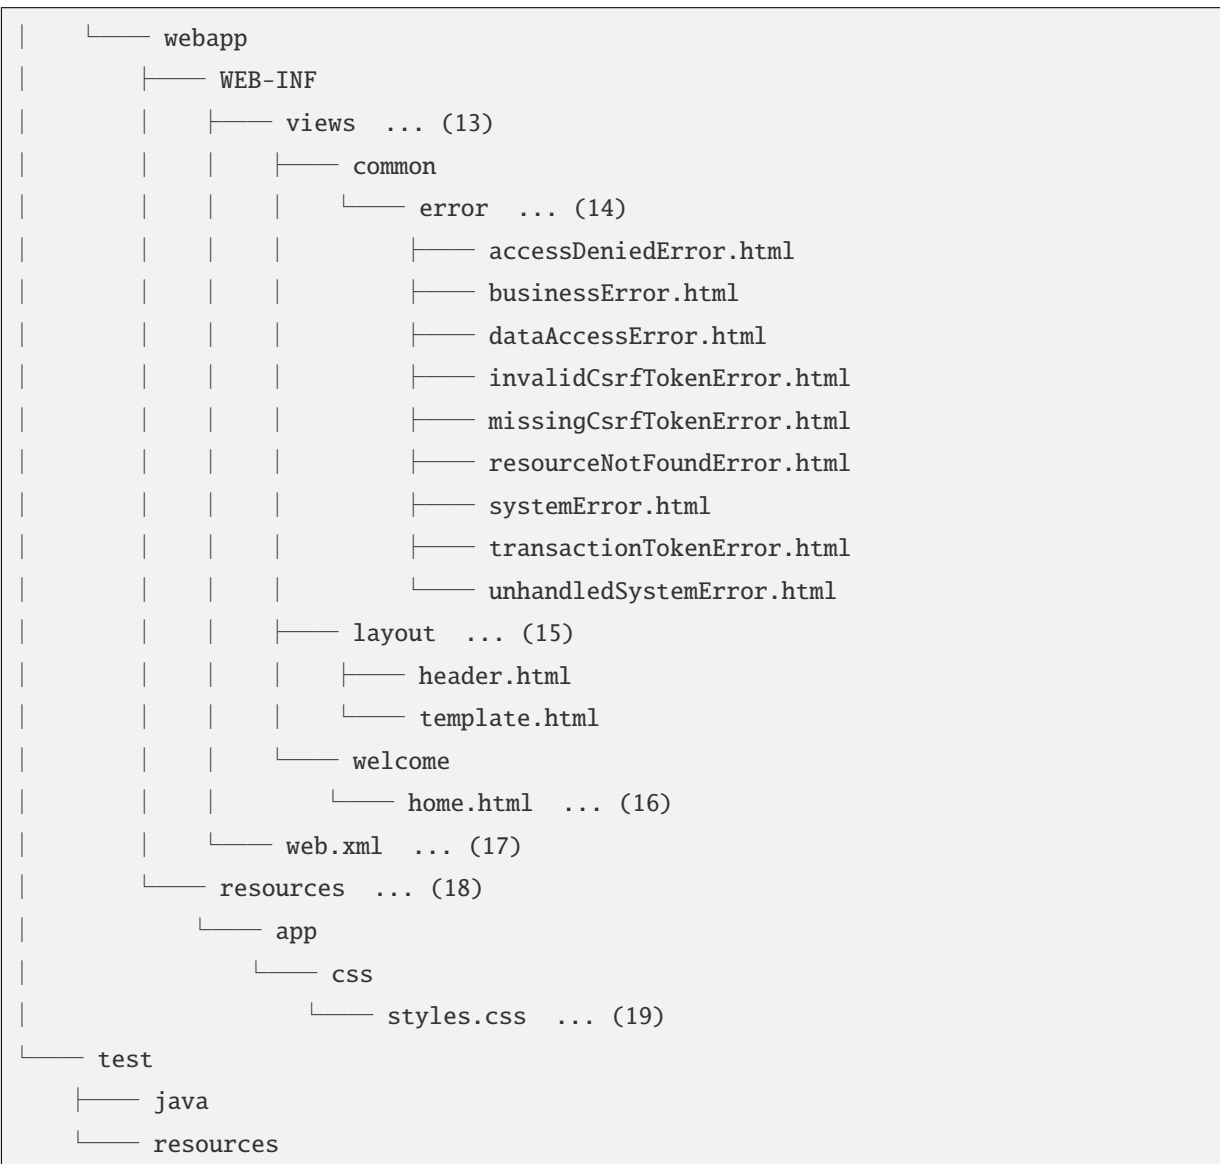 │    └──── webapp
│        ├──── WEB-INF
│        │   ├──── views  ... (13)
│        │   │   ├──── common
│        │   │   │   └──── error  ... (14)
│        │   │   │       ├──── accessDeniedError.html
│        │   │   │       ├──── businessError.html
│        │   │   │       ├──── dataAccessError.html
│        │   │   │       ├──── invalidCsrfTokenError.html
│        │   │   │       ├──── missingCsrfTokenError.html
│        │   │   │       ├──── resourceNotFoundError.html
│        │   │   │       ├──── systemError.html
│        │   │   │       ├──── transactionTokenError.html
│        │   │   │       └──── unhandledSystemError.html
│        │   │   ├──── layout  ... (15)
│        │   │   │   ├──── header.html
│        │   │   │   └──── template.html
│        │   │   └──── welcome
│        │   │       └──── home.html  ... (16)
│        │   └──── web.xml  ... (17)
│        └──── resources  ... (18)
│            └──── app
│                └──── css
│                    └──── styles.css  ... (19)
└──── test
    ├──── java
    └──── resources